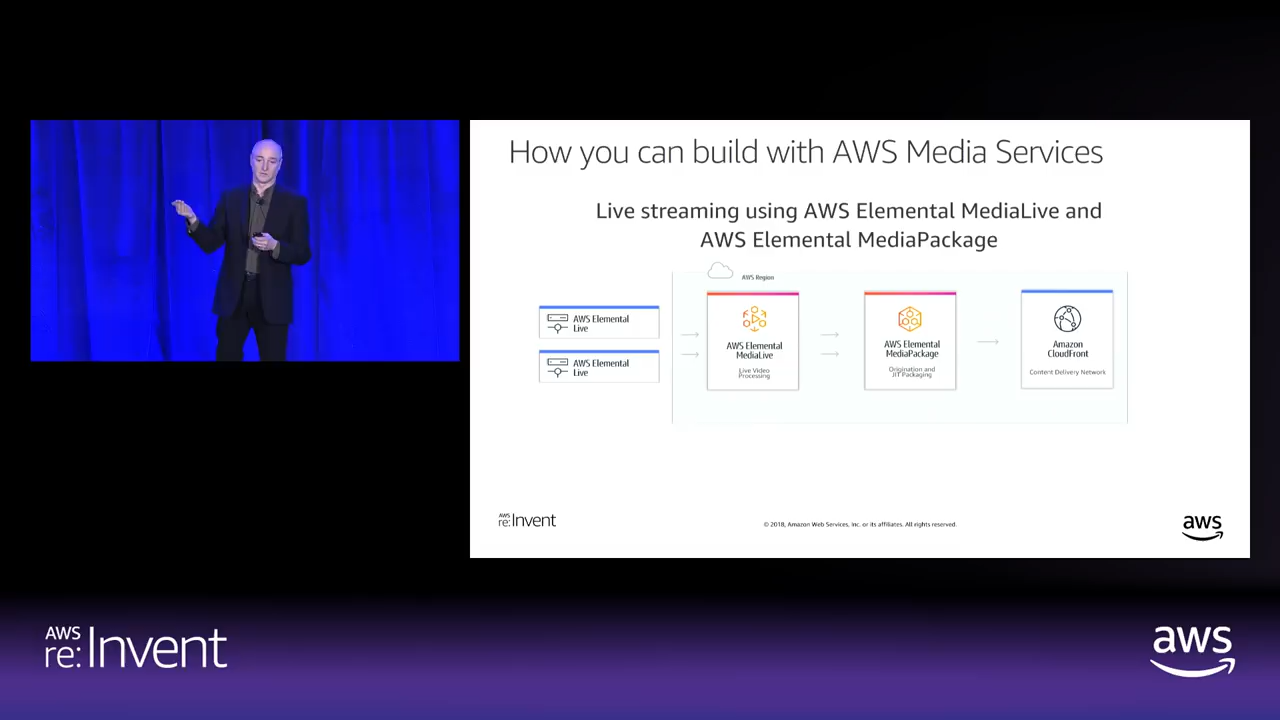 How you can build with AWS Media Services
Live streaming using AWS Elemental MediaLive and
AWS Elemental MediaPackage
AWS Region
AWS Elemental
Live
AWS Elemental
Live
AWS Elemental
MediaLive
Live Video
Processing
AWS Elemental
MediaPackage
Origination and
JIT Packaging
Amazon
CloudFront
Content Delivery Network
AWS
re:Invent
© 2018, Amazon Web Services, Inc. or its affiliates. All rights reserved.
aws
AWS
re:Invent
aws